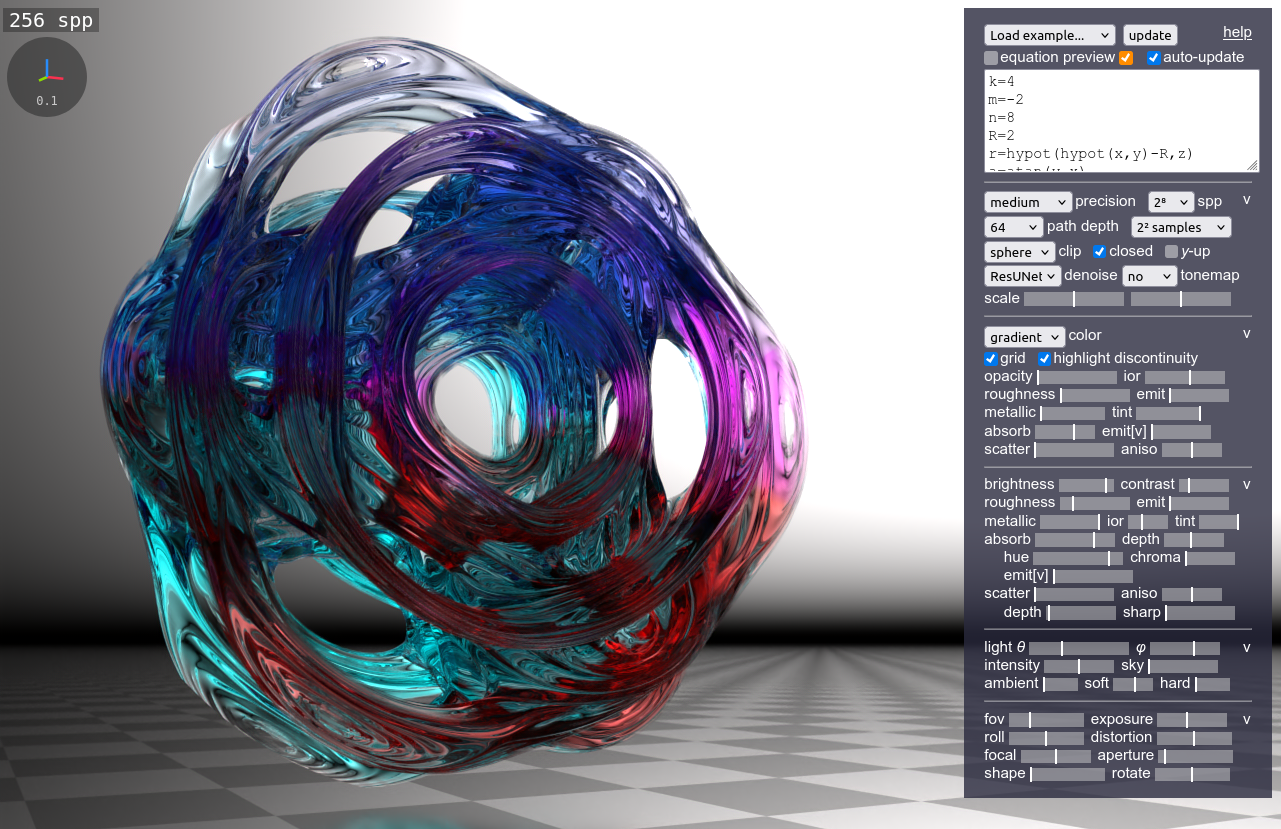 256 spp
0.1
Load example... update help
equation preview auto-update
k=4
m=-2
n=8
R=2
r=hypot(hypot(x,y)-R,z)
medium precision 2⁸ spp v
64 path depth 2² samples
sphere clip closed y-up
ResUNet denoise no tonemap
scale
gradient color v
grid highlight discontinuity
opacity ior
roughness emit
metallic tint
absorb emit[v]
scatter aniso
brightness contrast v
roughness emit
metallic ior tint
absorb depth
hue chroma
emit[v]
scatter aniso
depth sharp
light θ φ v
intensity sky
ambient soft hard
fov exposure v
roll distortion
focal aperture
shape rotate